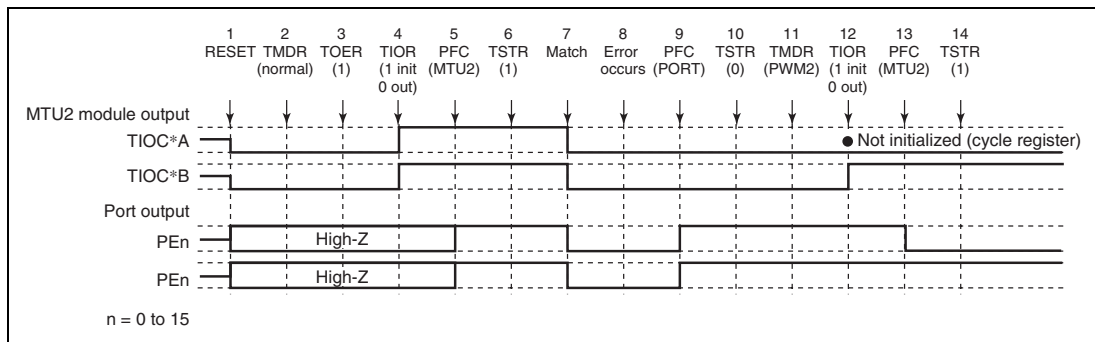 1 2 3 4 5 6 7 8 9 10 11 12 13 14
RESET TMDR TOER TIOR PFC TSTR Match Error PFC TSTR TMDR TIOR PFC TSTR
(normal) (1) (1 init (MTU2) (1) occurs (PORT) (0) (PWM2) (1 init (MTU2) (1)
0 out) 0 out)
MTU2 module output
TIOC*A
● Not initialized (cycle register)
TIOC*B
Port output
PEn
High-Z
PEn
High-Z
n = 0 to 15